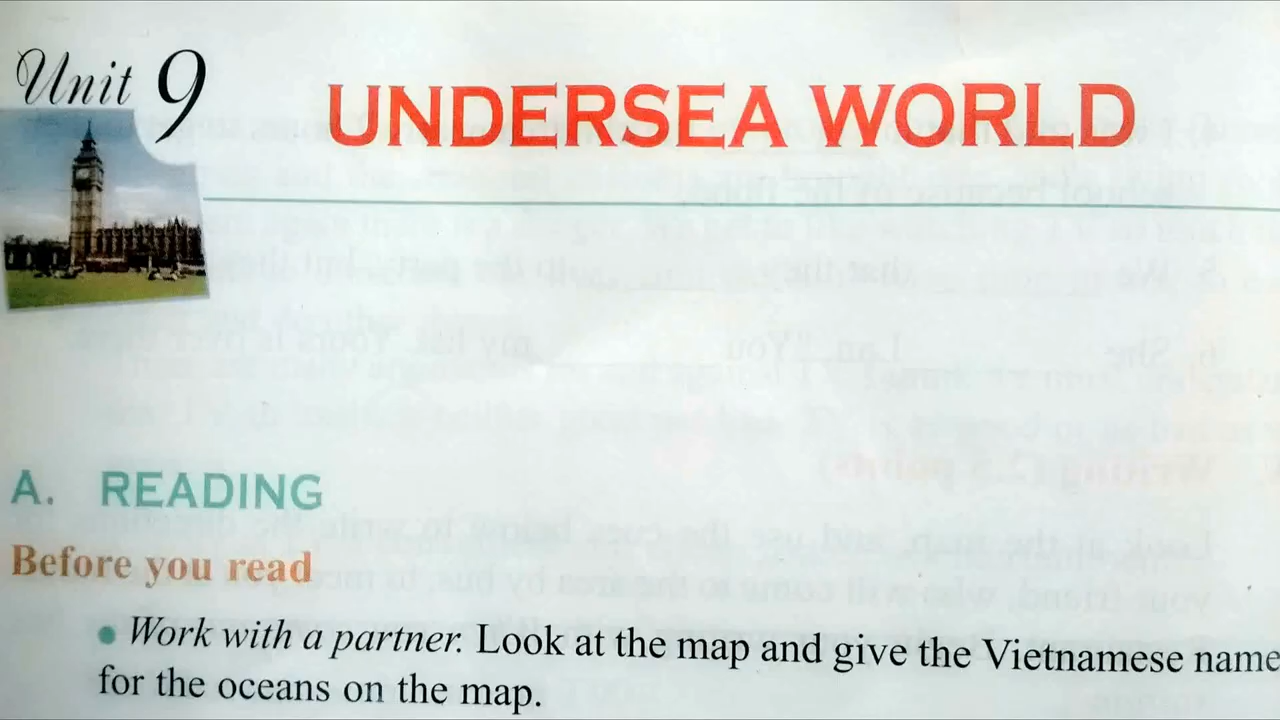 Unit 9
UNDERSEA WORLD
A. READING
Before you read
• Work with a partner. Look at the map and give the Vietnamese name
for the oceans on the map.